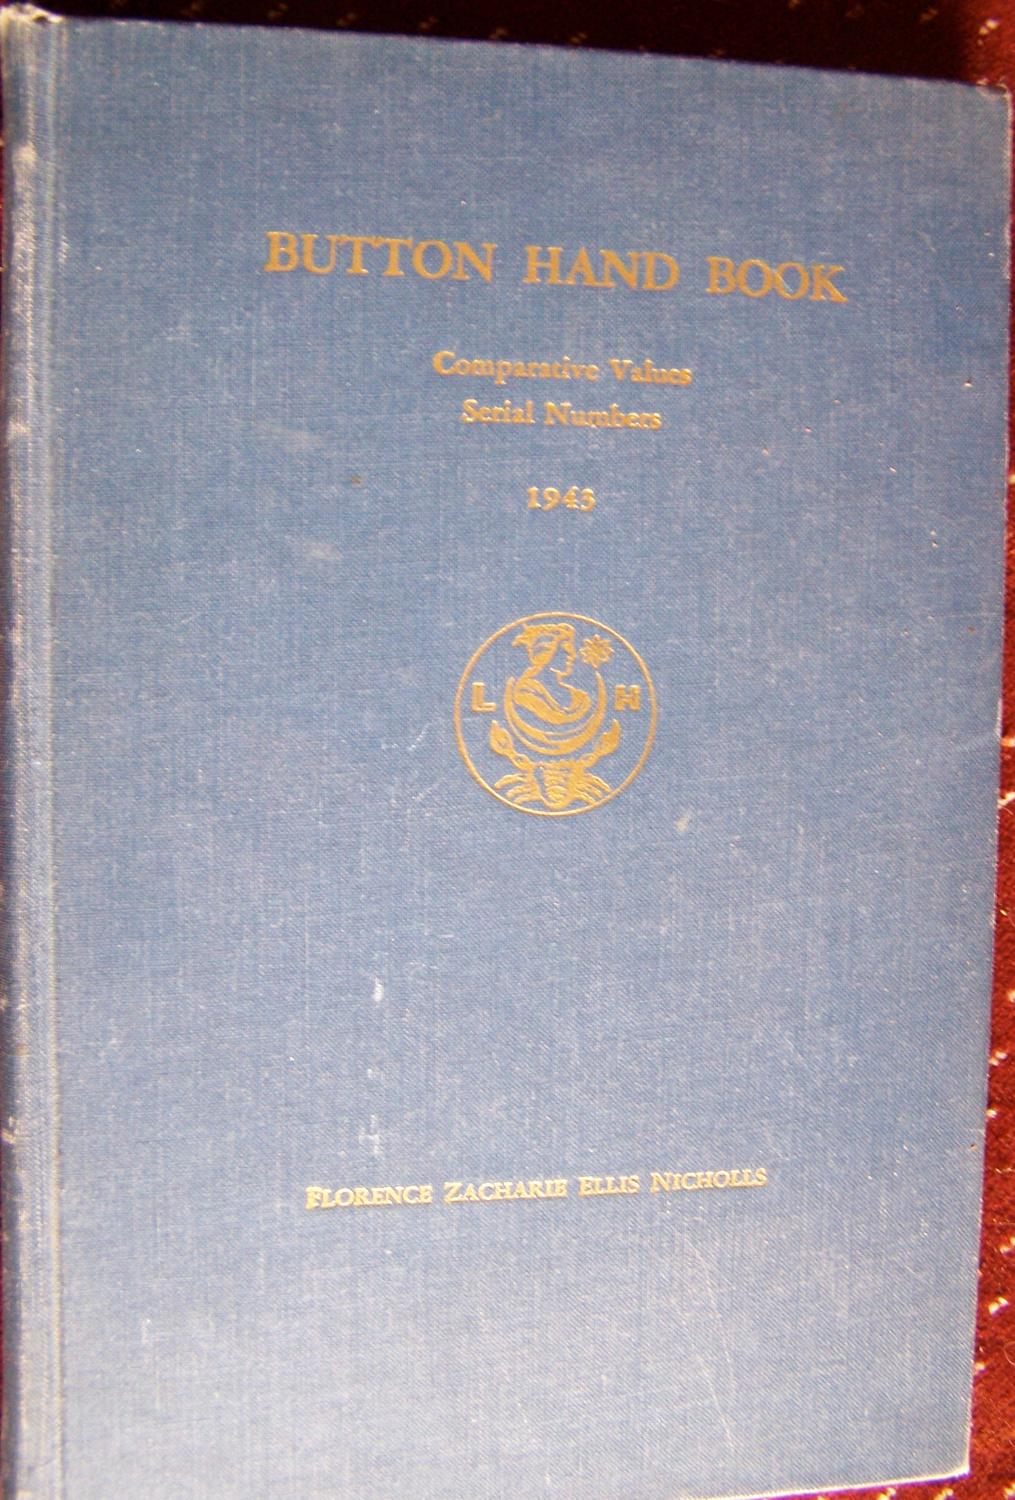 BUTTON HAND BOOK
Comparative Values
Serial Numbers
1943
L H
FLORENCE ZACHARIE ELLIS NICHOLLS